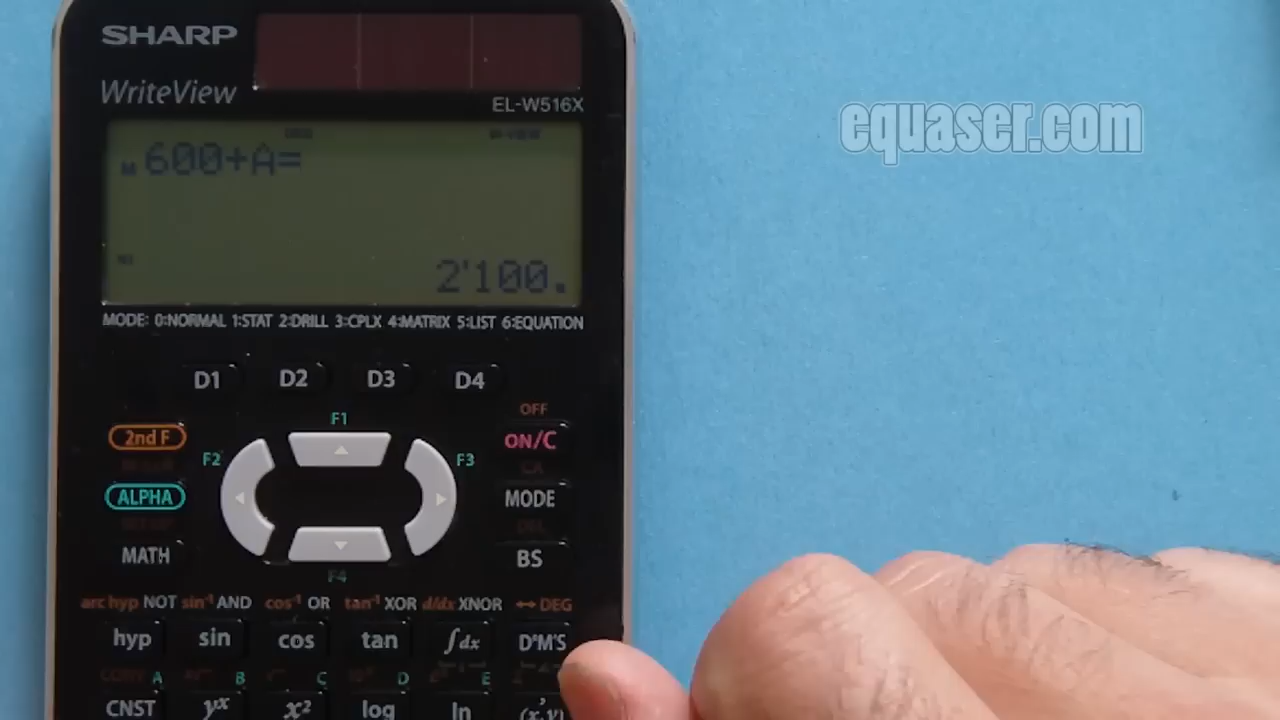 SHARP
WriteView
EL-W516X
equaser.com
M 600+A=
2'100.
MODE: 0:NORMAL 1:STAT 2:DRILL 3:CPLX 4:MATRIX 5:LIST 6:EQUATION
D1 D2 D3 D4
F1
OFF
2nd F
F2
F3
ON/C
CA
ALPHA
MODE
DEL
MATH
BS
F4
arc hyp NOT sin⁻¹ AND cos⁻¹ OR tan⁻¹ XOR d/dx XNOR ↔DEG
hyp sin cos tan ∫dx D°M'S
A B C D E
CNST yˣ x² log ln (x,y)